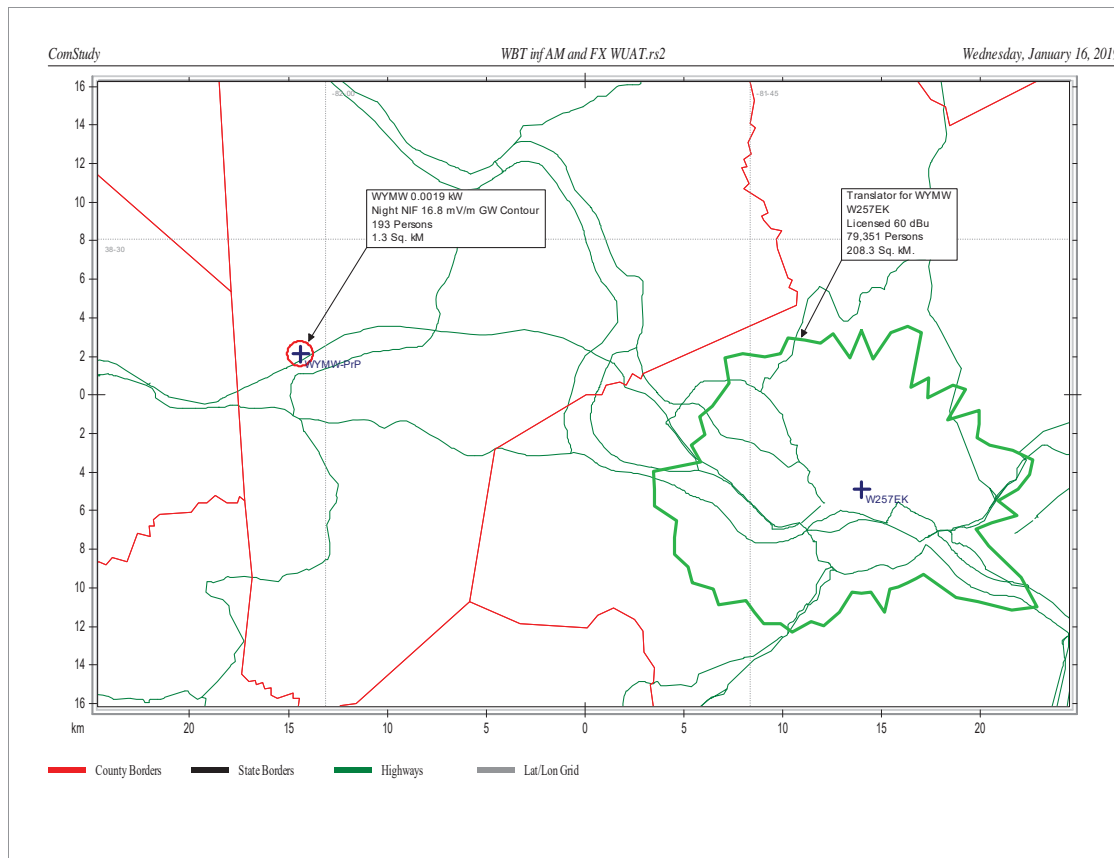 ComStudy
WBT inf AM and FX WUAT.rs2
Wednesday, January 16, 2019
16
14
12
10
8
6
4
2
0
2
4
6
8
10
12
14
16
-82-00
-81-45
38-30
WYMW 0.0019 kW
Night NIF 16.8 mV/m GW Contour
193 Persons
1.3 Sq. kM
Translator for WYMW
W257EK
Licensed 60 dBu
79,351 Persons
208.3 Sq. kM.
WYMW-PrP
W257EK
km
20
15
10
5
0
5
10
15
20
County Borders
State Borders
Highways
Lat/Lon Grid